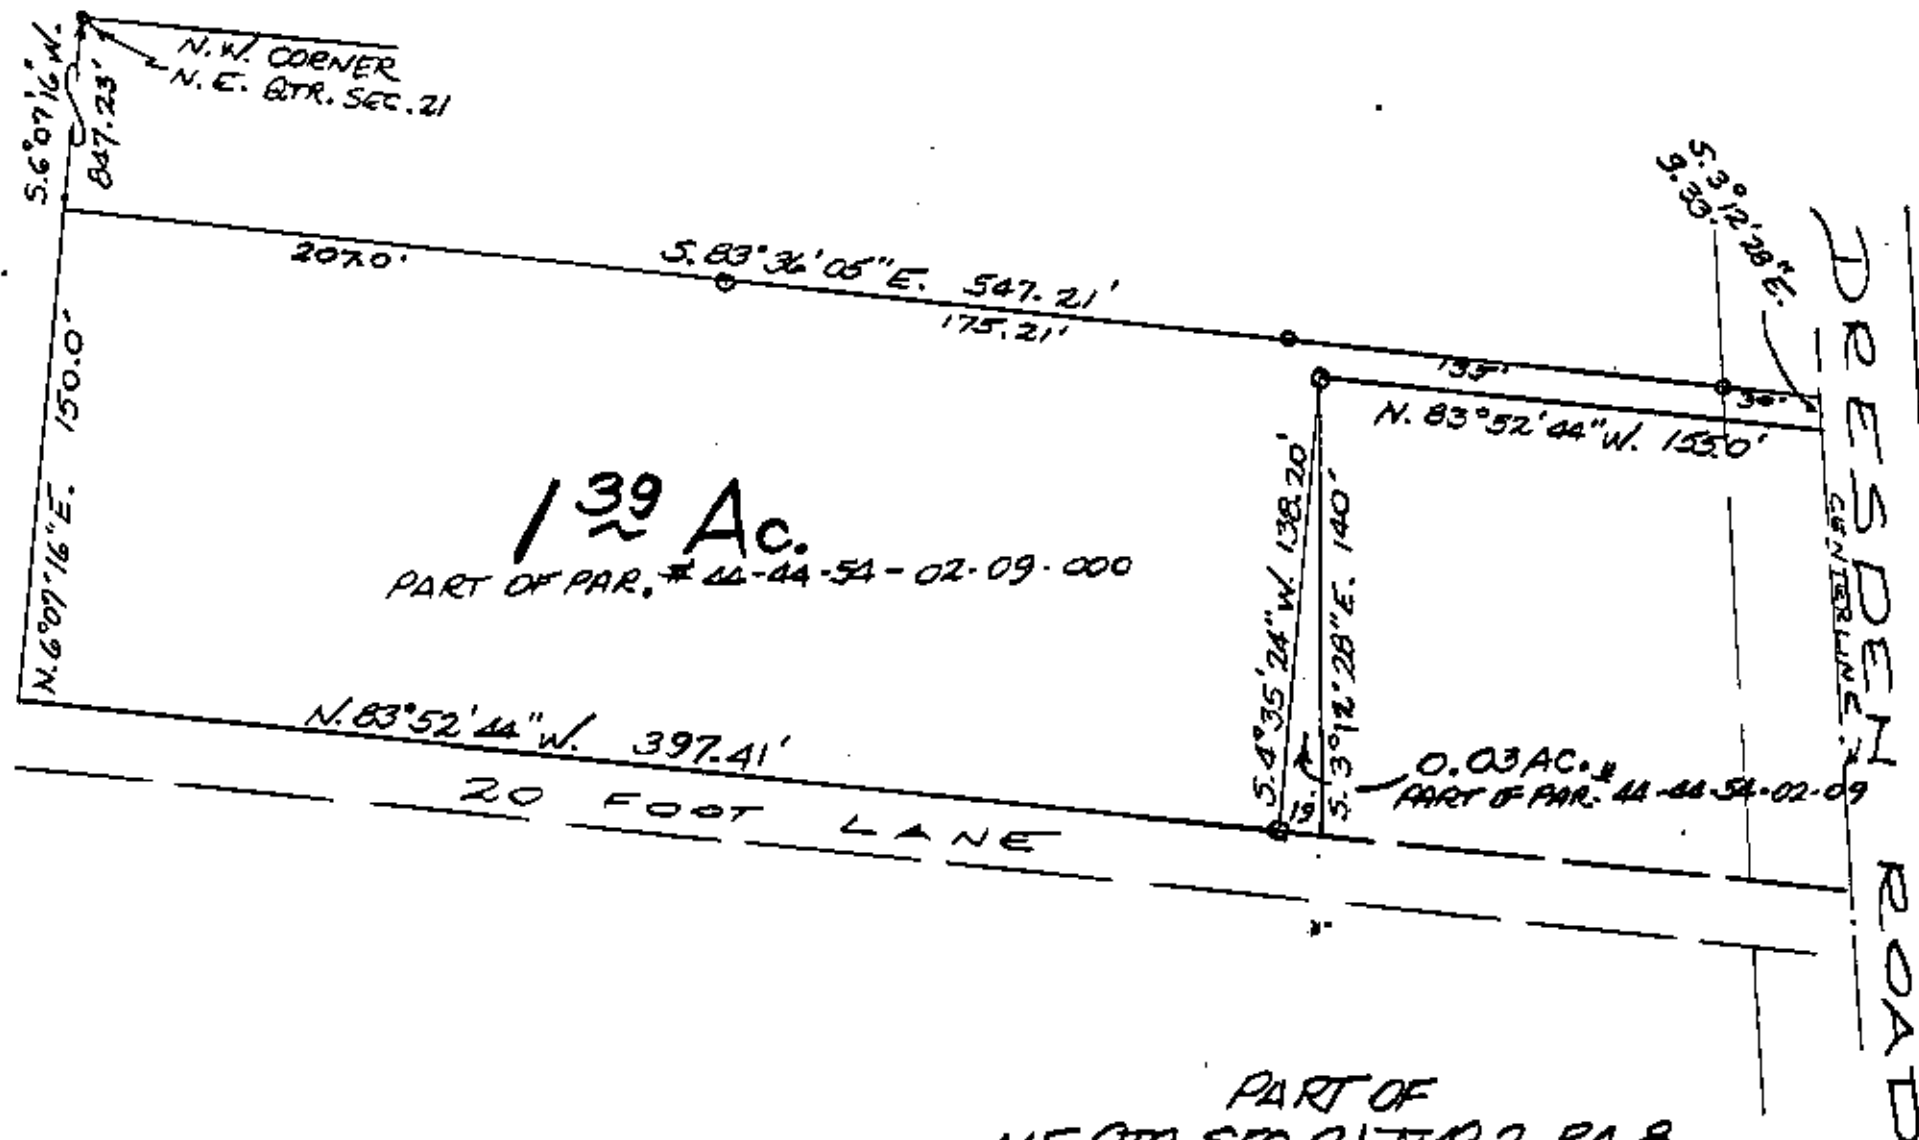 N.W. CORNER
N.E. QTR. SEC. 21
S.6°07'16"W.
847.23'
S.3°12'28"E.
9.33'
207.0'
S.83°36'05"E. 547.21'
175.21'
135'
30'
N.83°52'44"W. 155.0'
N.6°07'16"E. 150.0'
1 39 Ac.
PART OF PAR. # 44-44-54-02-09-000
S.4°35'24"W. 138.20'
S.3°12'28"E. 140'
DRESDEN ROAD
CENTERLINE
N.83°52'44"W. 397.41'
19.
0.03 AC.
PART OF PAR. # 44-44-54-02-09
20 FOOT LANE
PART OF